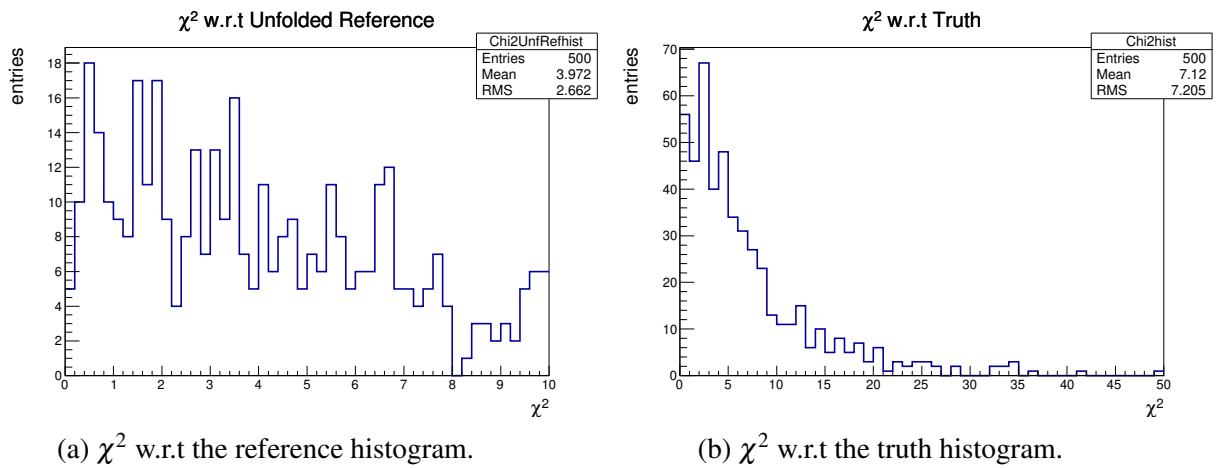 χ² w.r.t Unfolded Reference
entries
Chi2UnfRefhist
Entries 500
Mean 3.972
RMS 2.662
18
16
14
12
10
8
6
4
2
0
0 1 2 3 4 5 6 7 8 9 10
χ²
(a) χ² w.r.t the reference histogram.
χ² w.r.t Truth
entries
Chi2hist
Entries 500
Mean 7.12
RMS 7.205
70
60
50
40
30
20
10
0
0 5 10 15 20 25 30 35 40 45 50
χ²
(b) χ² w.r.t the truth histogram.